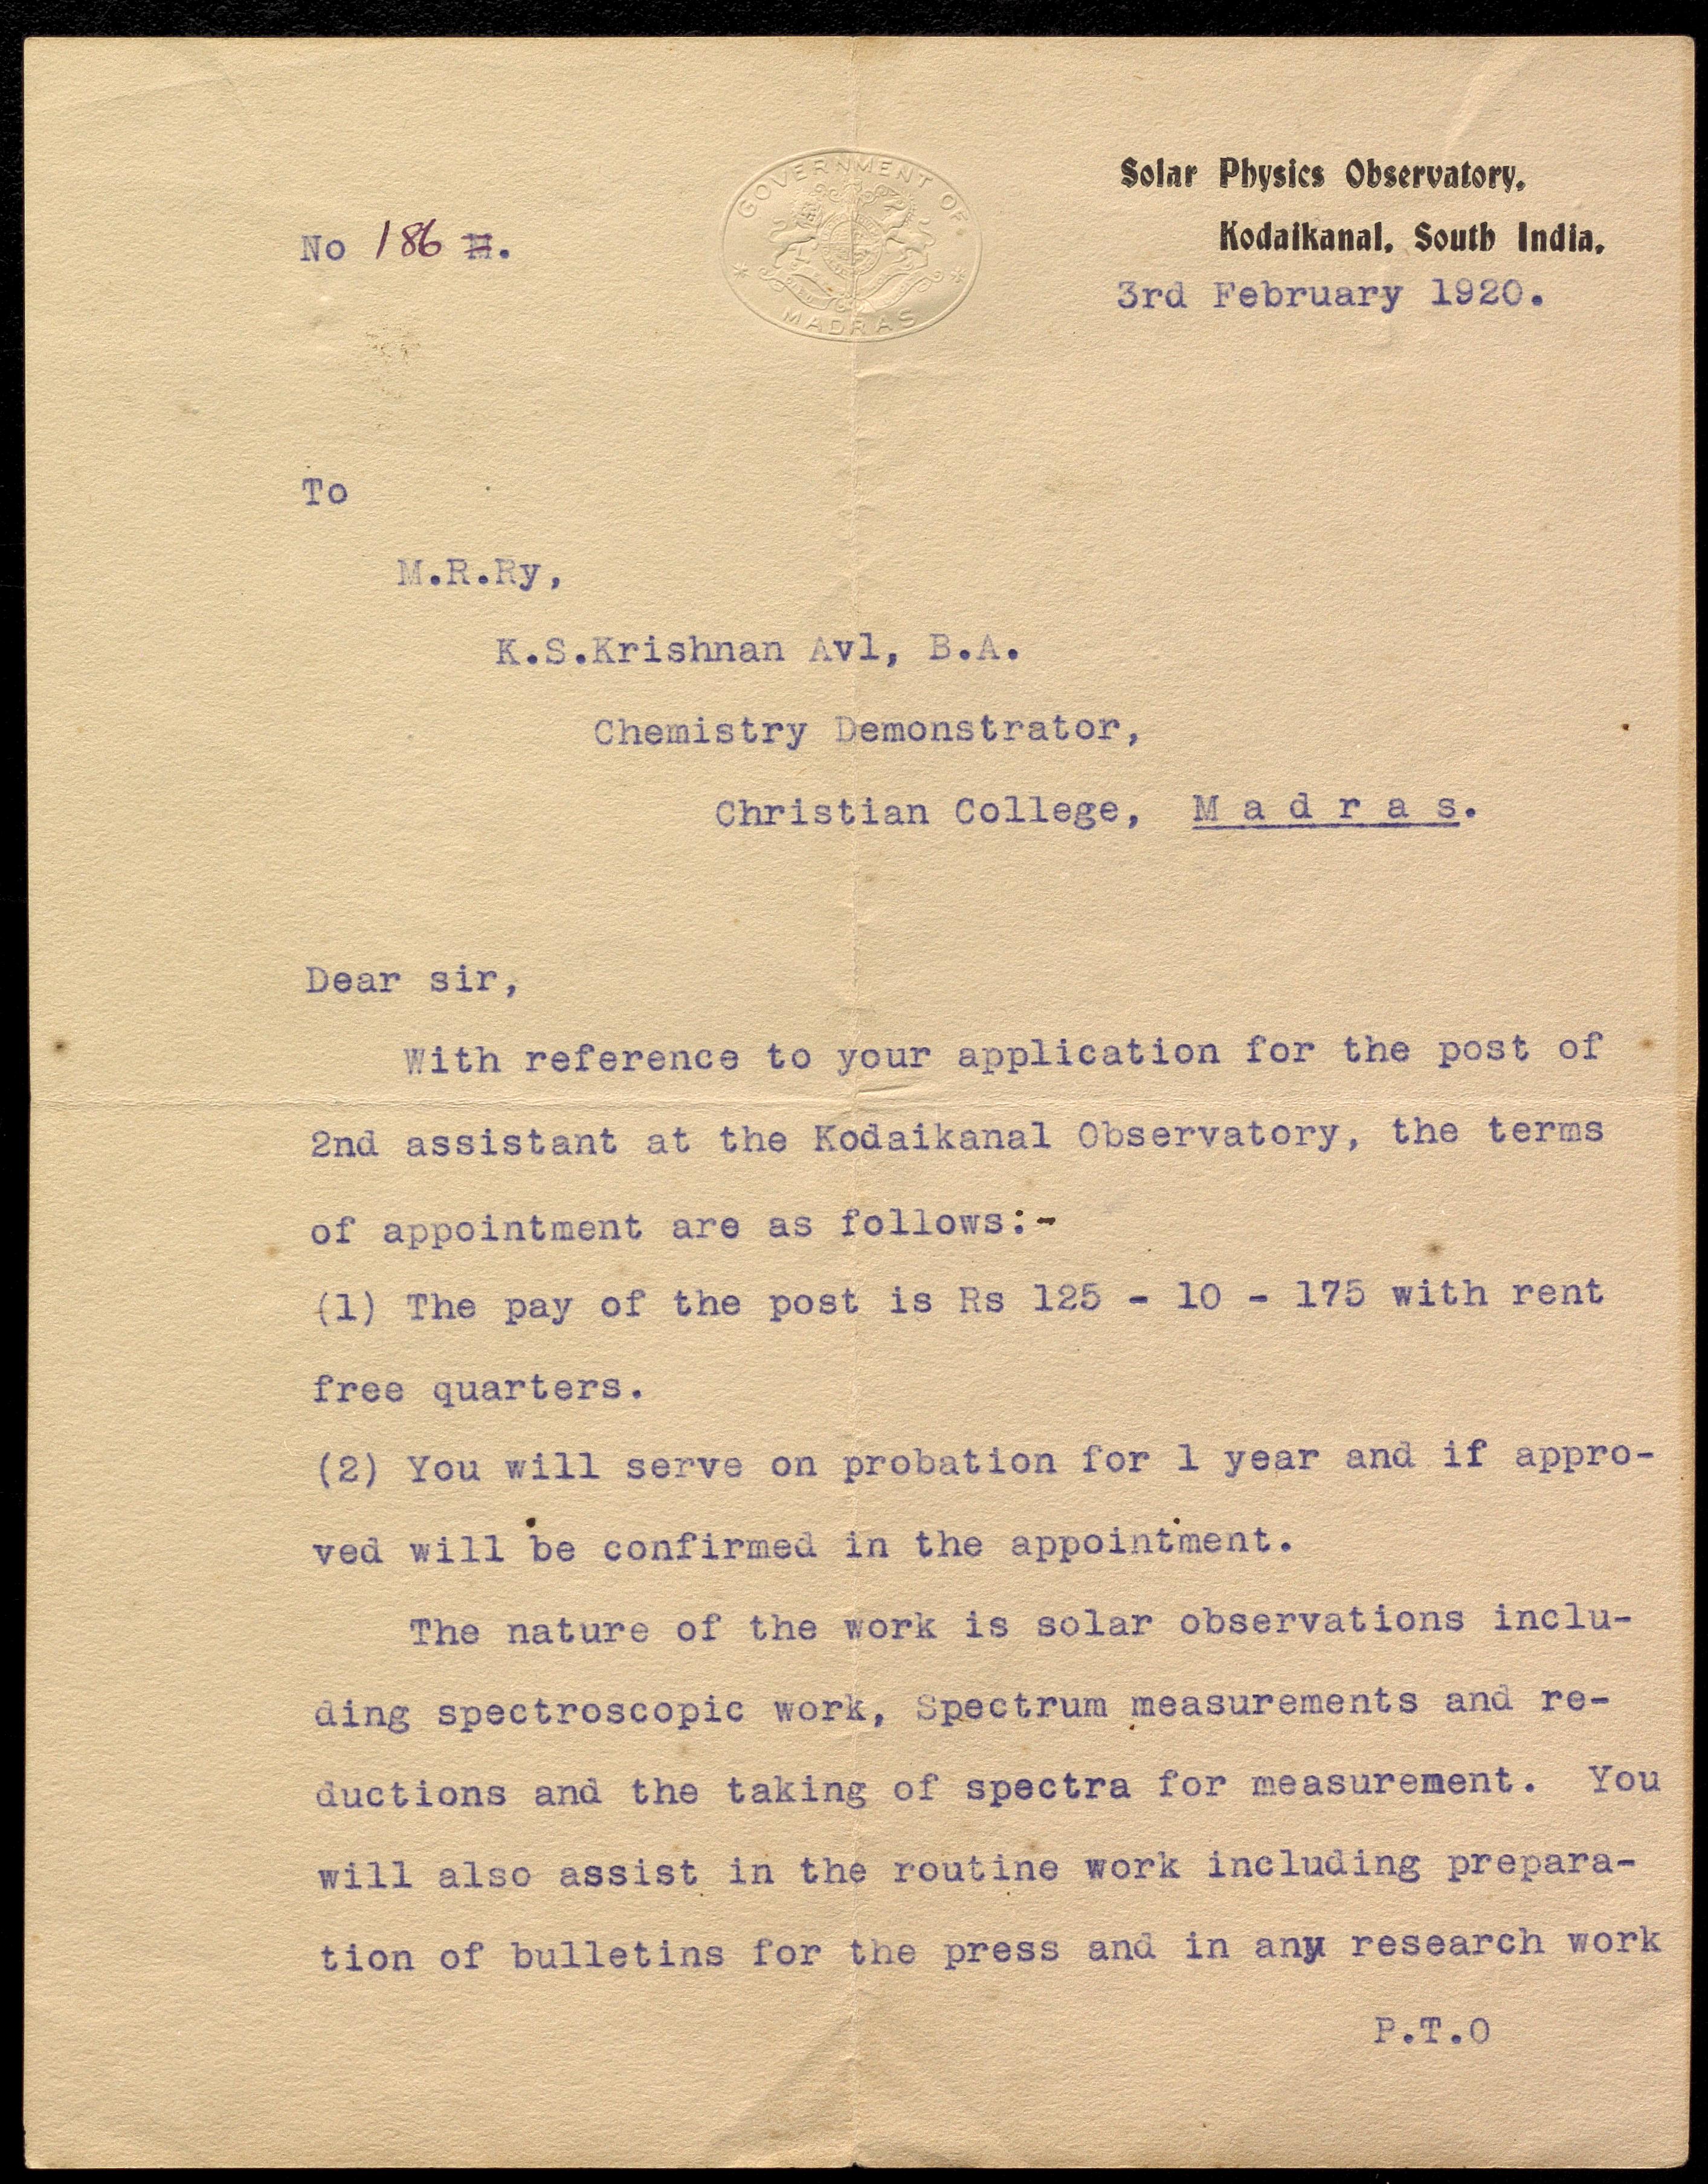 GOVERNMENT OF
MADRAS
Solar Physics Observatory,
Kodaikanal, South India,
3rd February 1920.
No 186 M.
To
M.R.Ry,
K.S.Krishnan Avl, B.A.
Chemistry Demonstrator,
Christian College, M a d r a s.
Dear sir,
With reference to your application for the post of
2nd assistant at the Kodaikanal Observatory, the terms
of appointment are as follows:-
(1) The pay of the post is Rs 125 - 10 - 175 with rent
free quarters.
(2) You will serve on probation for 1 year and if appro-
ved will be confirmed in the appointment.
The nature of the work is solar observations inclu-
ding spectroscopic work, Spectrum measurements and re-
ductions and the taking of spectra for measurement. You
will also assist in the routine work including prepara-
tion of bulletins for the press and in any research work
P.T.O